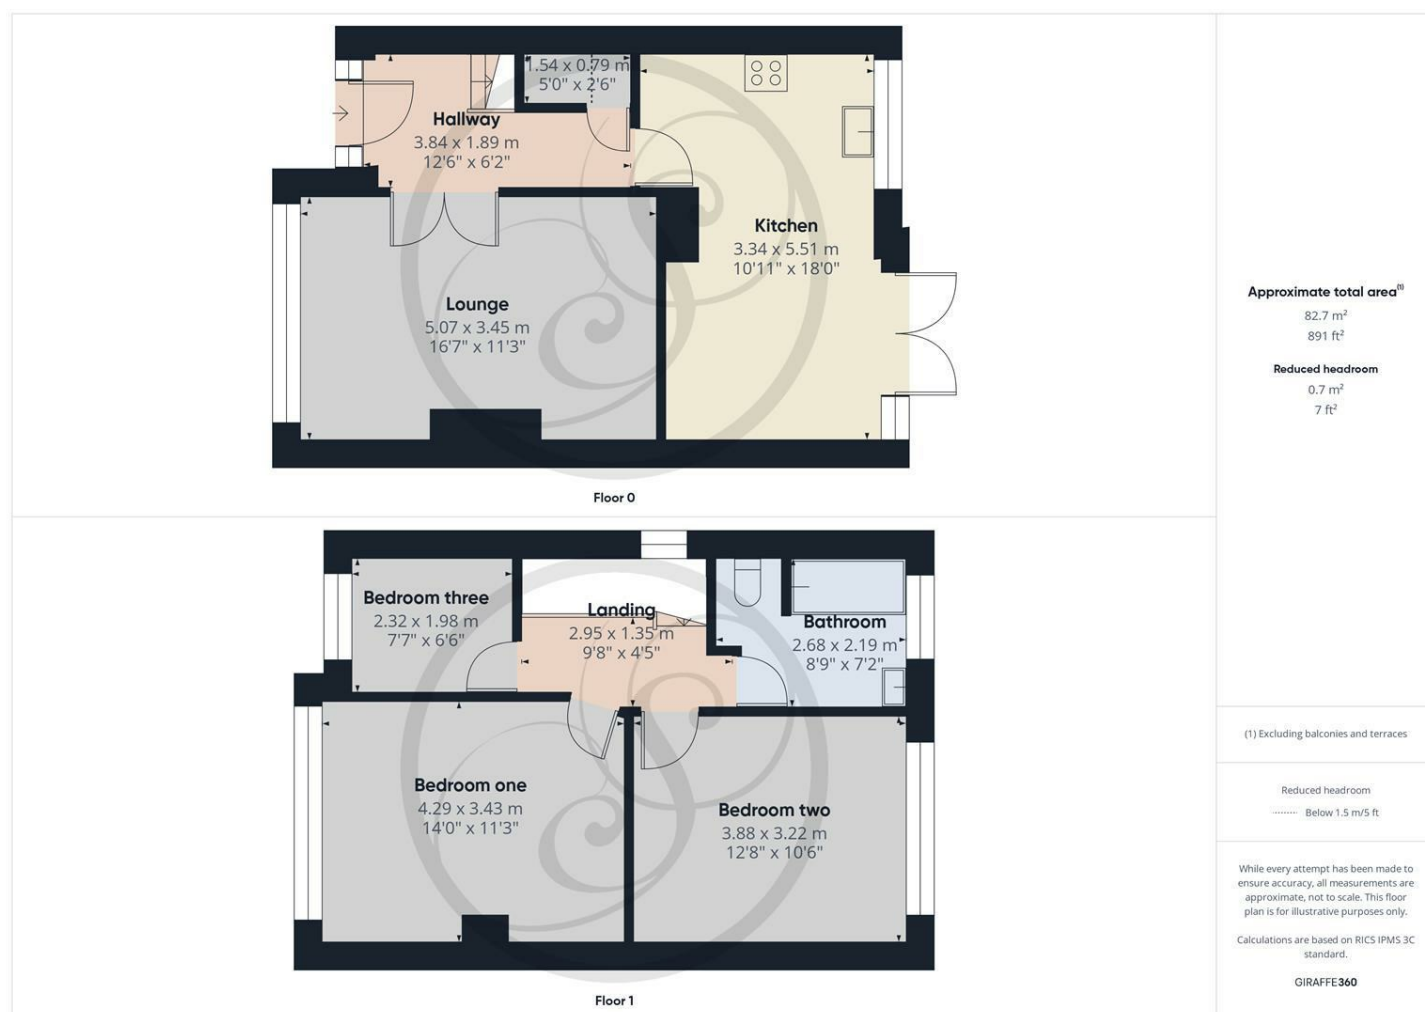 1.54 x 0.79 m
5'0" x 2'6"
Hallway
3.84 x 1.89 m
12'6" x 6'2"
Kitchen
3.34 x 5.51 m
10'11" x 18'0"
Lounge
5.07 x 3.45 m
16'7" x 11'3"
Floor 0
Bedroom three
2.32 x 1.98 m
7'7" x 6'6"
Landing
2.95 x 1.35 m
9'8" x 4'5"
Bathroom
2.68 x 2.19 m
8'9" x 7'2"
Bedroom one
4.29 x 3.43 m
14'0" x 11'3"
Bedroom two
3.88 x 3.22 m
12'8" x 10'6"
Floor 1
Approximate total area(1)
82.7 m²
891 ft²
Reduced headroom
0.7 m²
7 ft²
(1) Excluding balconies and terraces
Reduced headroom
Below 1.5 m/5 ft
While every attempt has been made to
ensure accuracy, all measurements are
approximate, not to scale. This floor
plan is for illustrative purposes only.
Calculations are based on RICS IPMS 3C
standard.
GIRAFFE360